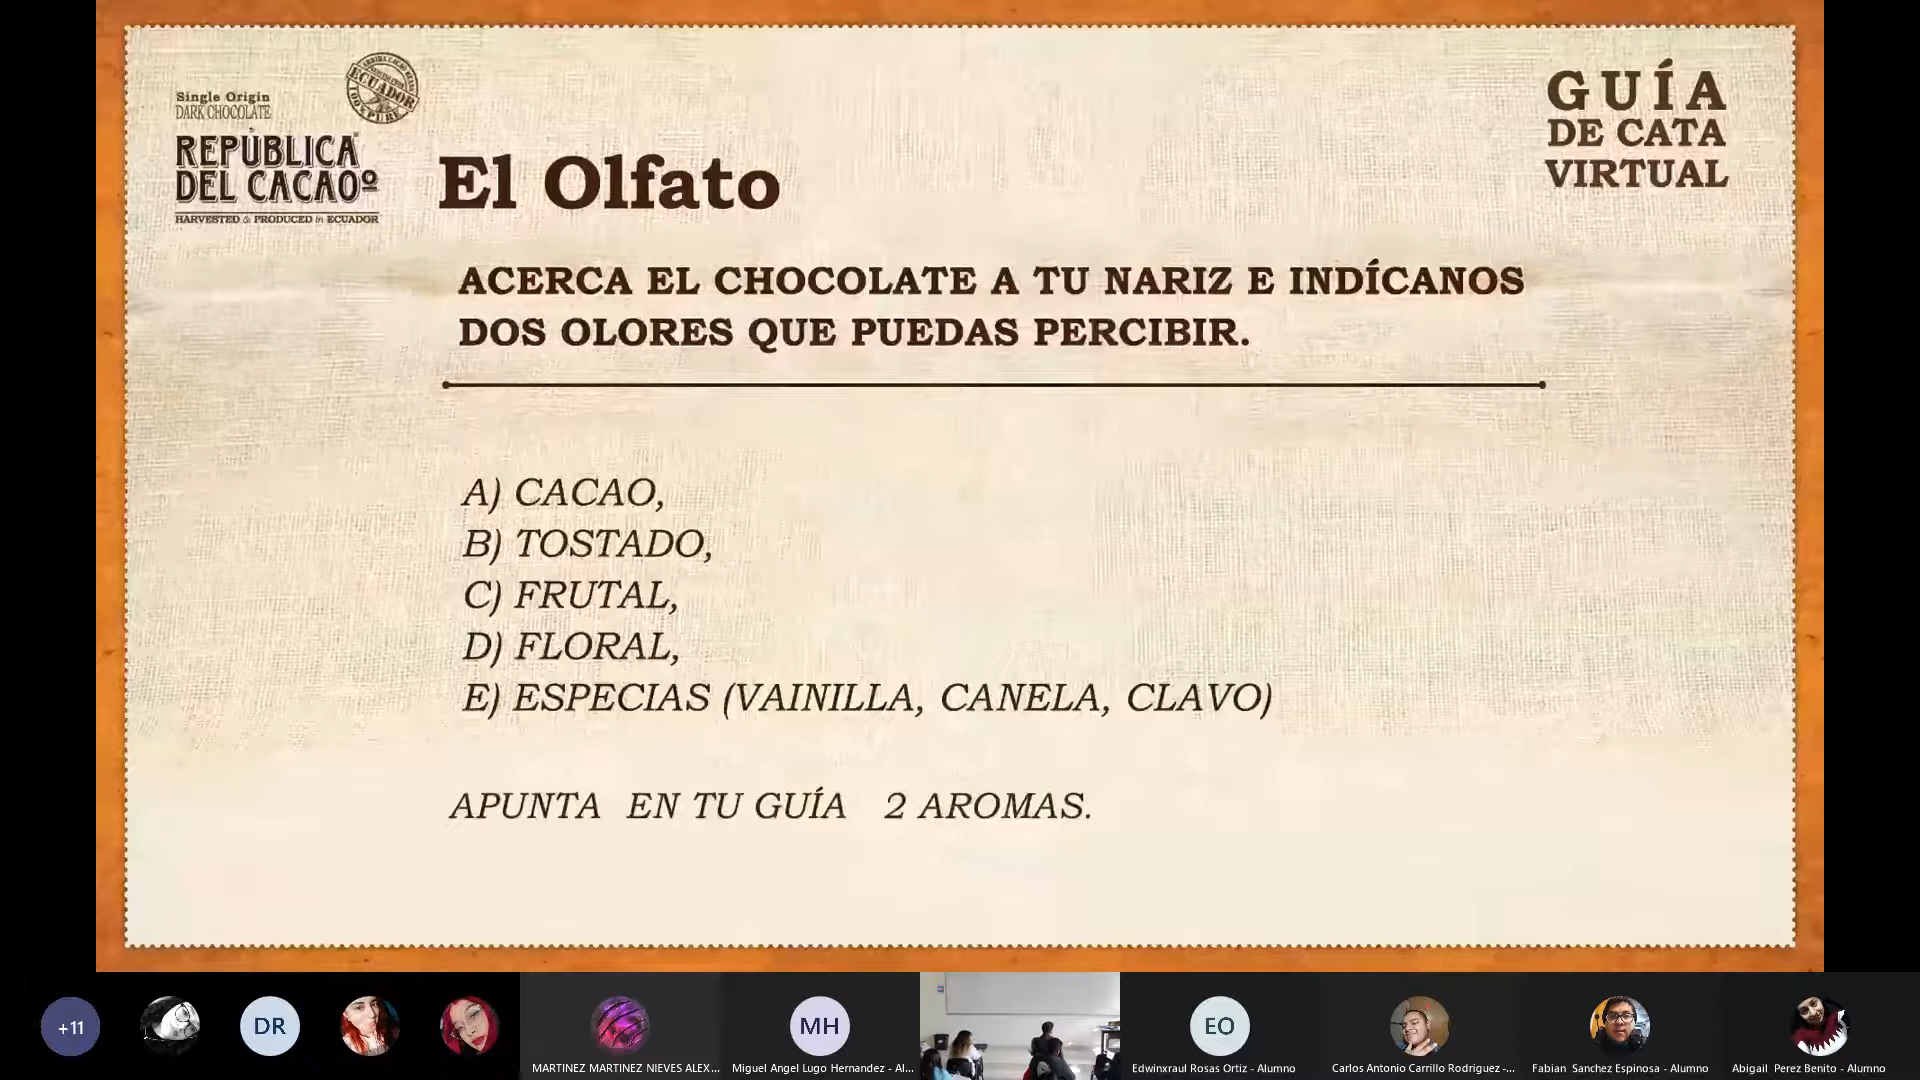 Single Origin
DARK CHOCOLATE
ECUADOR
100% PURE
REPÚBLICA
DEL CACAOº
HARVESTED & PRODUCED in ECUADOR
GUÍA
DE CATA
VIRTUAL
El Olfato
ACERCA EL CHOCOLATE A TU NARIZ E INDÍCANOS
DOS OLORES QUE PUEDAS PERCIBIR.
A) CACAO,
B) TOSTADO,
C) FRUTAL,
D) FLORAL,
E) ESPECIAS (VAINILLA, CANELA, CLAVO)
APUNTA EN TU GUÍA 2 AROMAS.
+11
DR
MH
EO
MARTINEZ MARTINEZ NIEVES ALEX...
Miguel Angel Lugo Hernandez - Al...
Edwinxraul Rosas Ortiz - Alumno
Carlos Antonio Carrillo Rodriguez -...
Fabian Sanchez Espinosa - Alumno
Abigail Perez Benito - Alumno